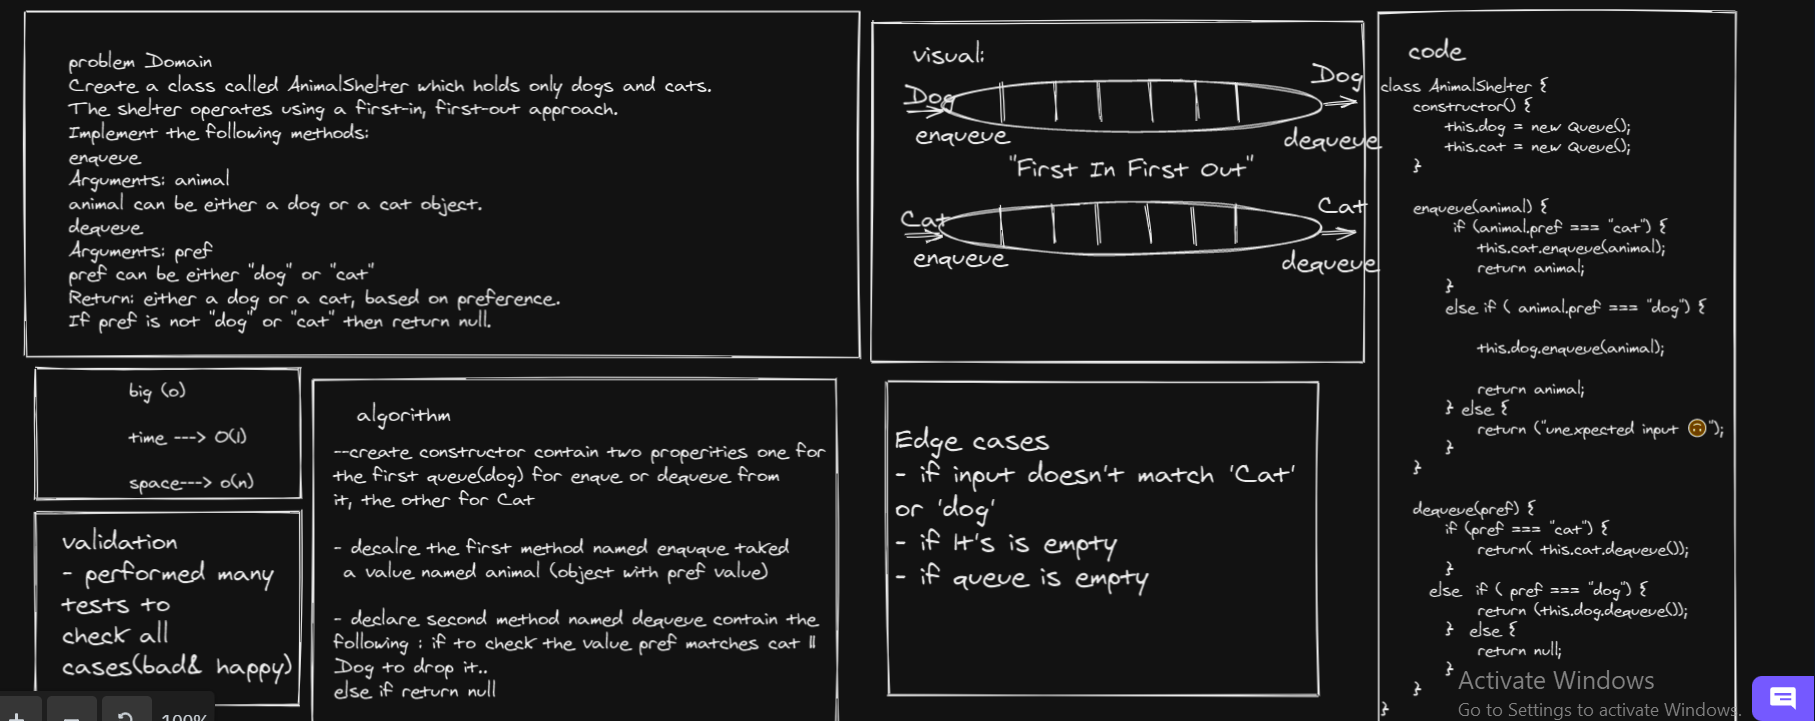 problem Domain
Create a class called AnimalShelter which holds only dogs and cats.
The shelter operates using a first-in, first-out approach.
Implement the following methods:
enqueue
Arguments: animal
animal can be either a dog or a cat object.
dequeue
Arguments: pref
pref can be either "dog" or "cat"
Return: either a dog or a cat, based on preference.
If pref is not "dog" or "cat" then return null.
visual:
Dog
Dog
enqueue
dequeue
"First In First Out"
Cat
Cat
enqueue
dequeue
code
class AnimalShelter {
constructor() {
this.dog = new Queue();
this.cat = new Queue();
}
enqueue(animal) {
if (animal.pref === "cat") {
this.cat.enqueue(animal);
return animal;
}
else if ( animal.pref === "dog") {
this.dog.enqueue(animal);
return animal;
} else {
return ("unexpected input 🙃");
}
}
dequeue(pref) {
if (pref === "cat") {
return( this.cat.dequeue());
}
else if ( pref === "dog") {
return (this.dog.dequeue());
} else {
return null;
}
}
}
big (o)
time ---> O(1)
space---> o(n)
validation
- performed many
tests to
check all
cases(bad& happy)
algorithm
--create constructor contain two properities one for
the first queue(dog) for enque or dequeue from
it, the other for Cat
- decalre the first method named enquque taked
a value named animal (object with pref value)
- declare second method named dequeue contain the
following : if to check the value pref matches cat ||
Dog to drop it..
else if return null
Edge cases
- if input doesn't match 'Cat'
or 'dog'
- if It's is empty
- if queue is empty
Activate Windows
Go to Settings to activate Windows.
100%